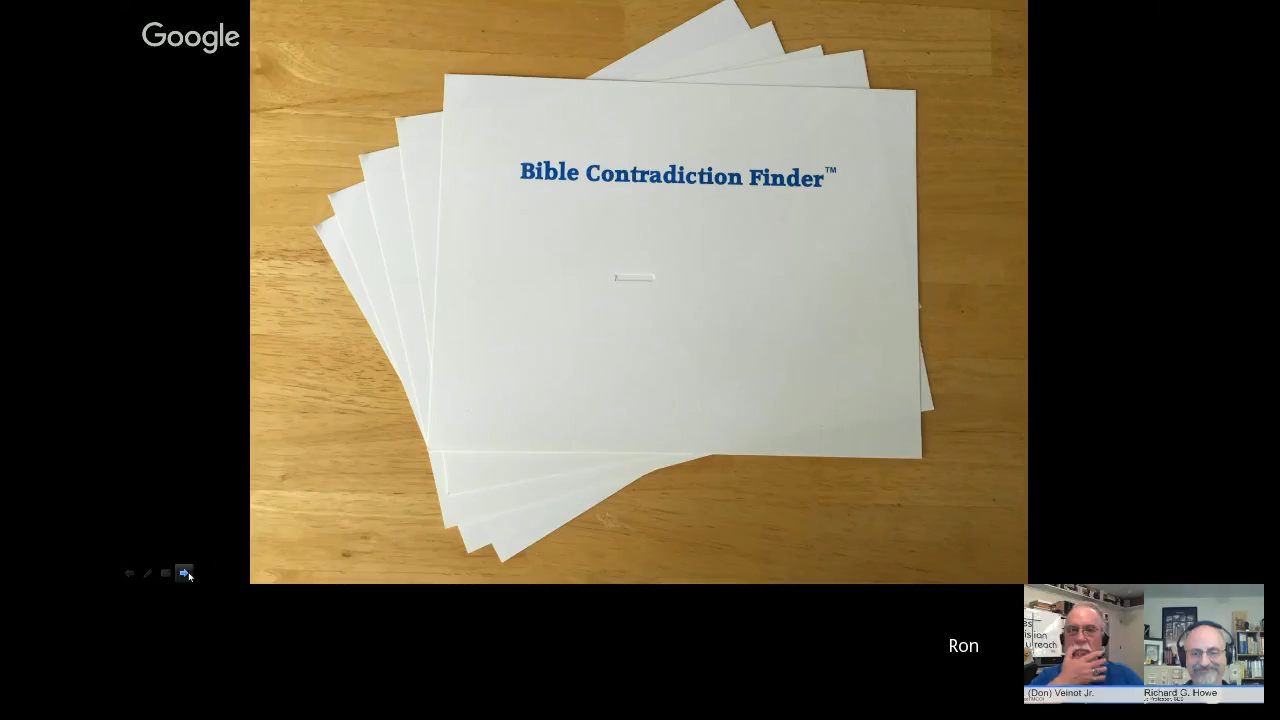 Google
Bible Contradiction Finder™
Ron
(Don) Veinot Jr.
Richard G. Howe